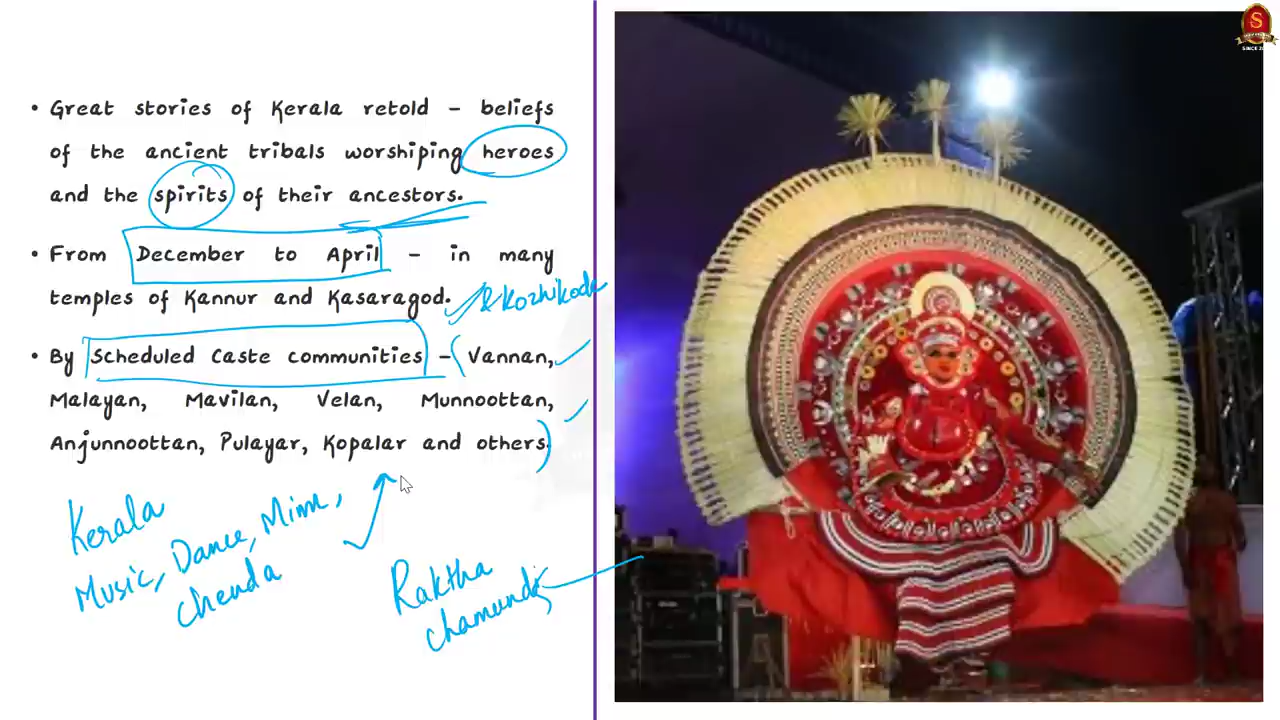 • Great stories of Kerala retold – beliefs
of the ancient tribals worshiping heroes
and the spirits of their ancestors.
• From December to April – in many
temples of Kannur and Kasaragod.
& Kozhikode
• By Scheduled Caste communities – (Vannan,
Malayan, Mavilan, Velan, Munnoottan,
Anjunnoottan, Pulayar, Kopalar and others.)
Kerala
Music, Dance, Mime,
Chenda
Raktha
chamundi
S